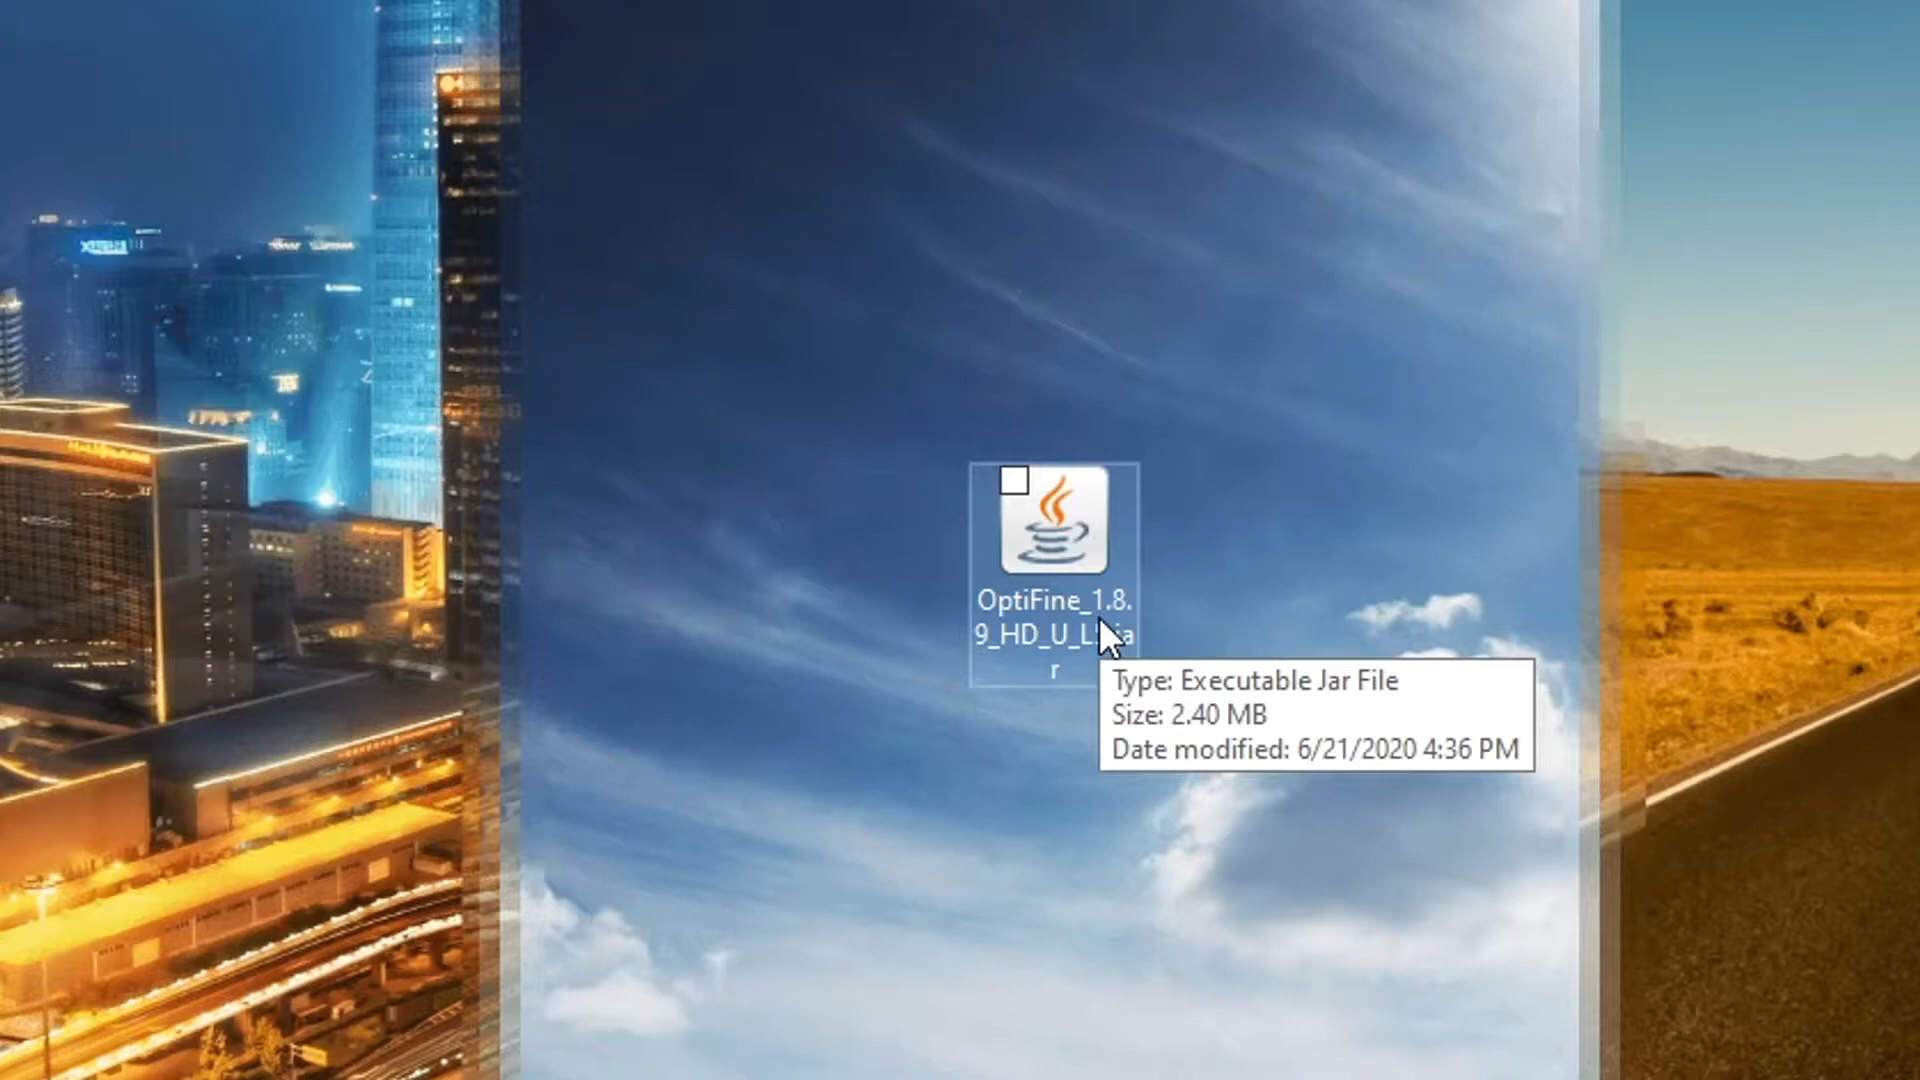 OptiFine_1.8.
9_HD_U_L
r
Type: Executable Jar File
Size: 2.40 MB
Date modified: 6/21/2020 4:36 PM